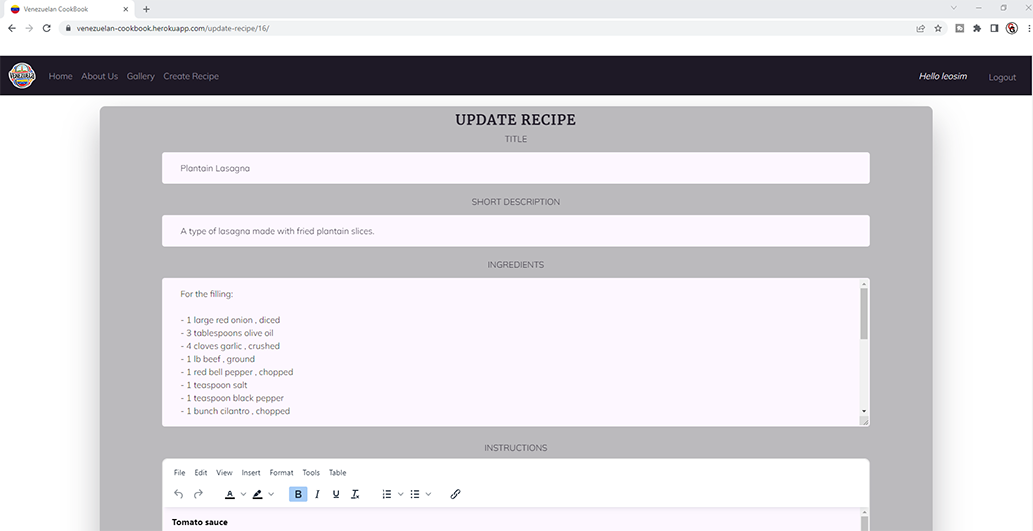 Venezuelan CookBook
venezuelan-cookbook.herokuapp.com/update-recipe/16/
VENEZUELA
Home About Us Gallery Create Recipe Hello leosim Logout
UPDATE RECIPE
TITLE
Plantain Lasagna
SHORT DESCRIPTION
A type of lasagna made with fried plantain slices.
INGREDIENTS
For the filling:
- 1 large red onion , diced
- 3 tablespoons olive oil
- 4 cloves garlic , crushed
- 1 lb beef , ground
- 1 red bell pepper , chopped
- 1 teaspoon salt
- 1 teaspoon black pepper
- 1 bunch cilantro , chopped
INSTRUCTIONS
File Edit View Insert Format Tools Table
A B I U
Tomato sauce